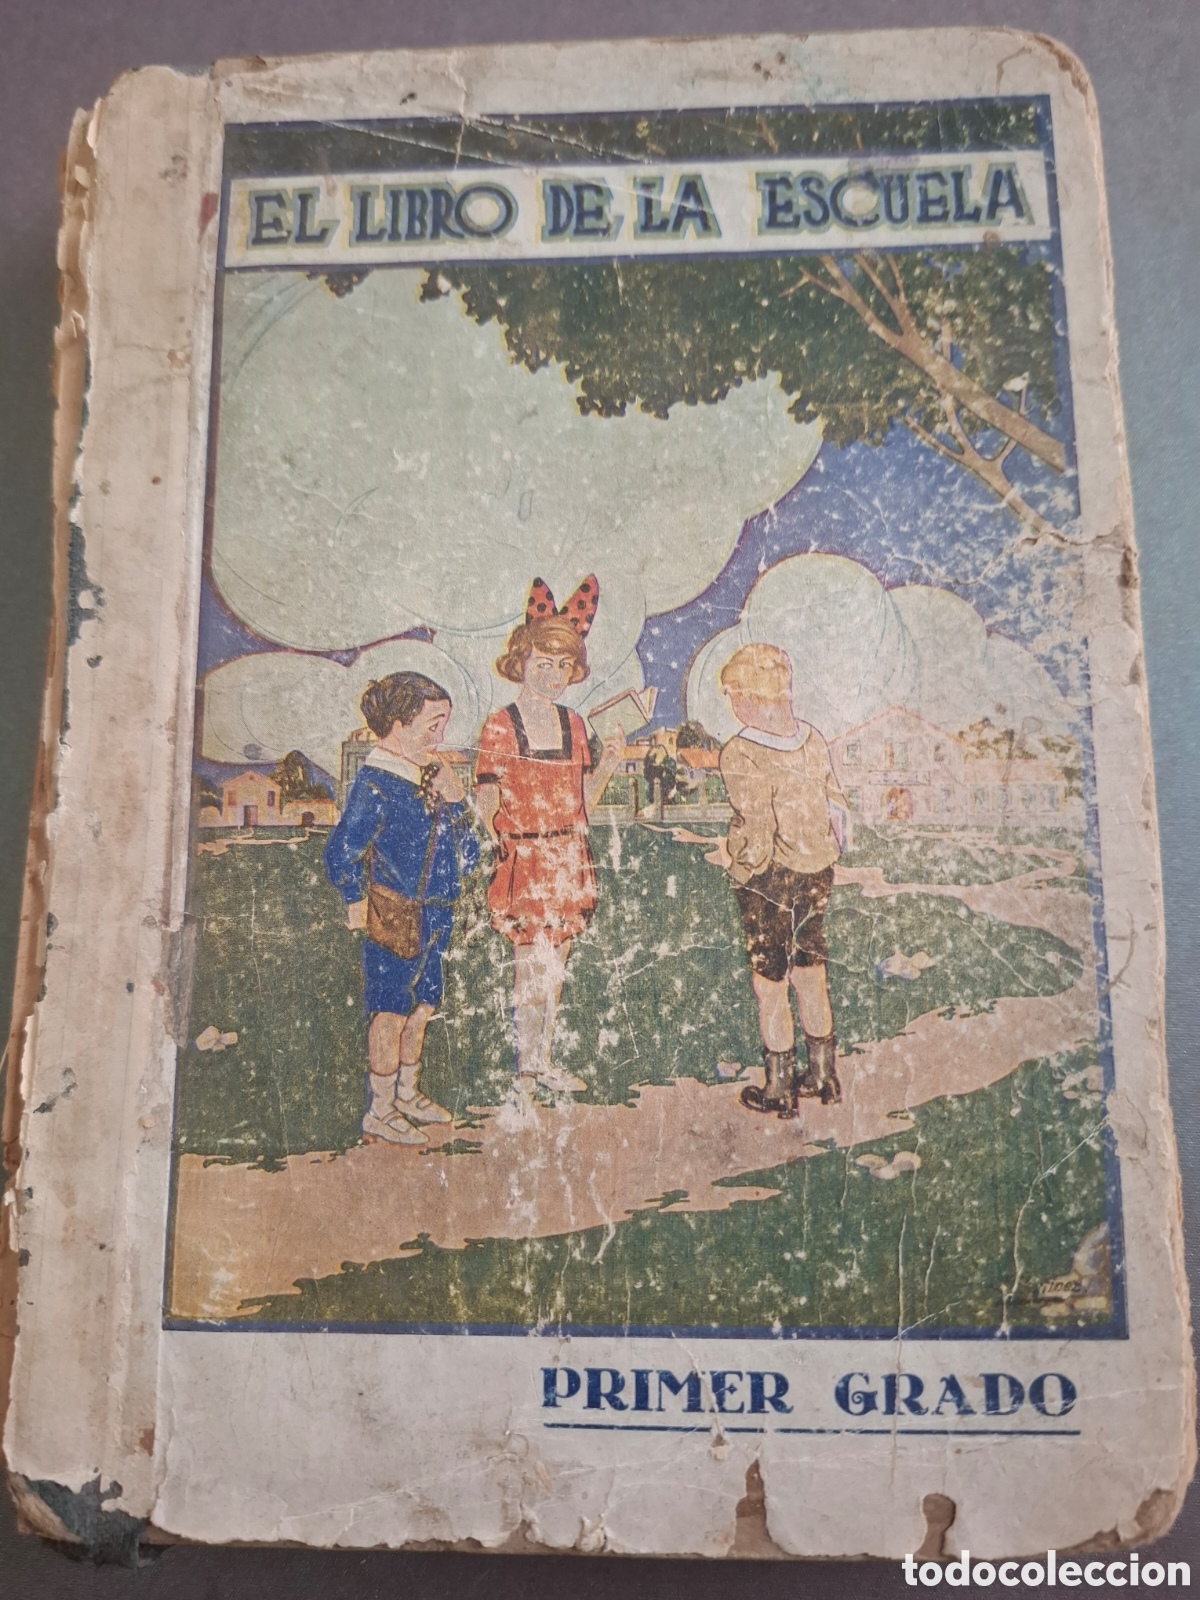 EL LIBRO DE LA ESCUELA
PRIMER GRADO
todocoleccion